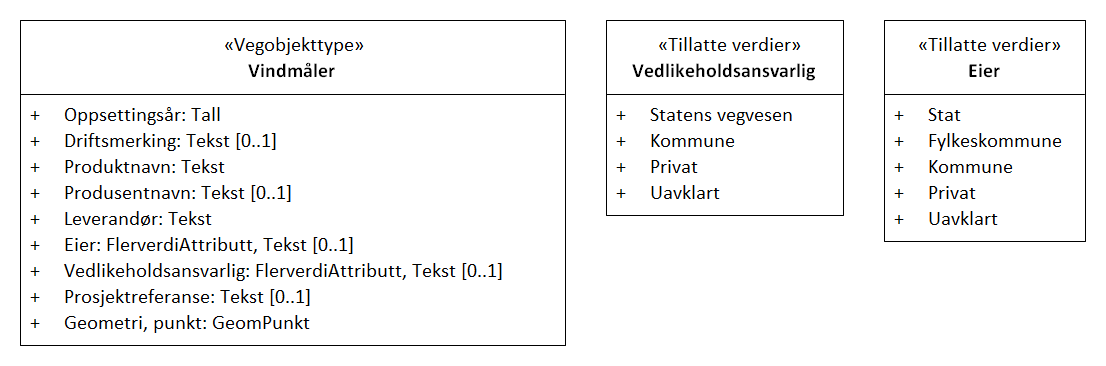 «Vegobjekttype»
Vindmåler
+ Oppsettingsår: Tall
+ Driftsmerking: Tekst [0..1]
+ Produktnavn: Tekst
+ Produsentnavn: Tekst [0..1]
+ Leverandør: Tekst
+ Eier: FlerverdiAttributt, Tekst [0..1]
+ Vedlikeholdsansvarlig: FlerverdiAttributt, Tekst [0..1]
+ Prosjektreferanse: Tekst [0..1]
+ Geometri, punkt: GeomPunkt
«Tillatte verdier»
Vedlikeholdsansvarlig
+ Statens vegvesen
+ Kommune
+ Privat
+ Uavklart
«Tillatte verdier»
Eier
+ Stat
+ Fylkeskommune
+ Kommune
+ Privat
+ Uavklart